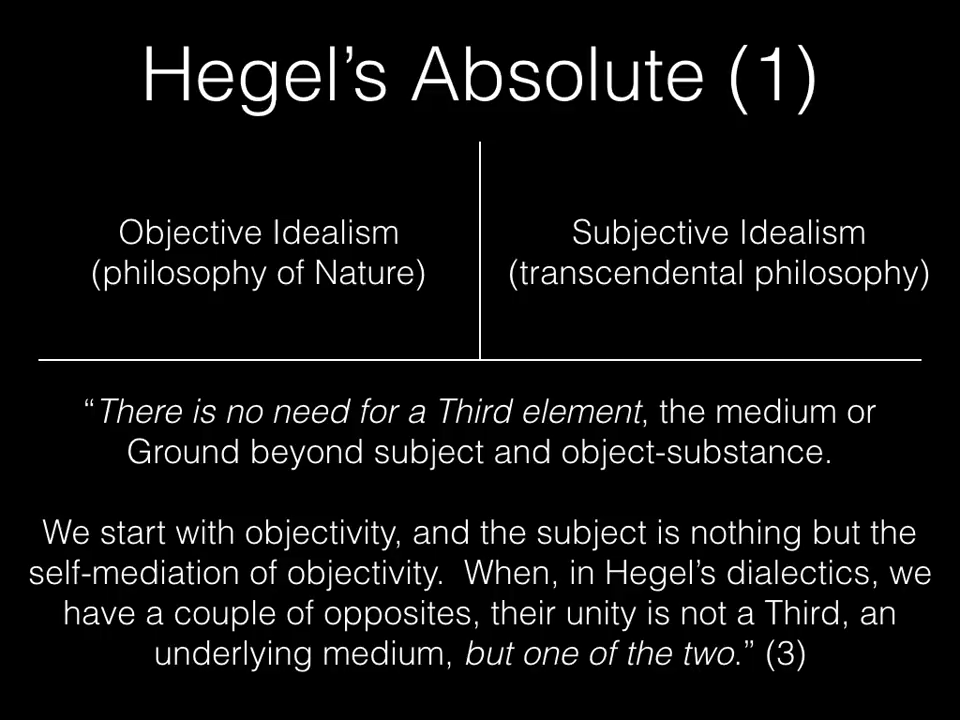 Hegel’s Absolute (1)
Objective Idealism
(philosophy of Nature)
Subjective Idealism
(transcendental philosophy)
“There is no need for a Third element, the medium or
Ground beyond subject and object-substance.
We start with objectivity, and the subject is nothing but the
self-mediation of objectivity.  When, in Hegel’s dialectics, we
have a couple of opposites, their unity is not a Third, an
underlying medium, but one of the two.” (3)